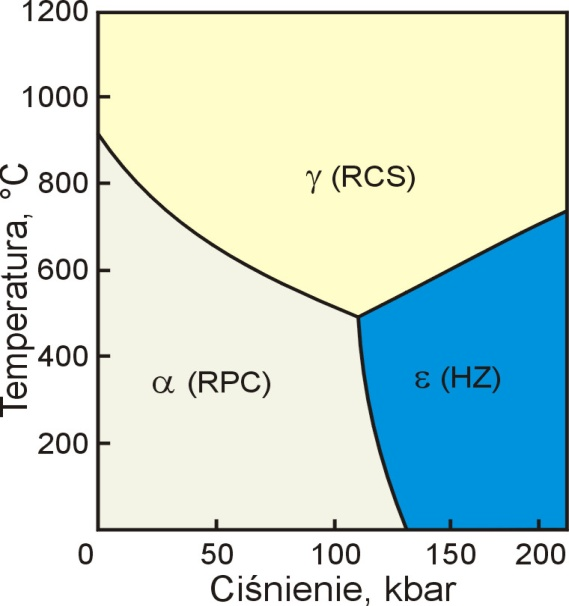 1200
1000
800
600
400
200
Temperatura, °C
γ (RCS)
α (RPC)
ε (HZ)
0 50 100 150 200
Ciśnienie, kbar